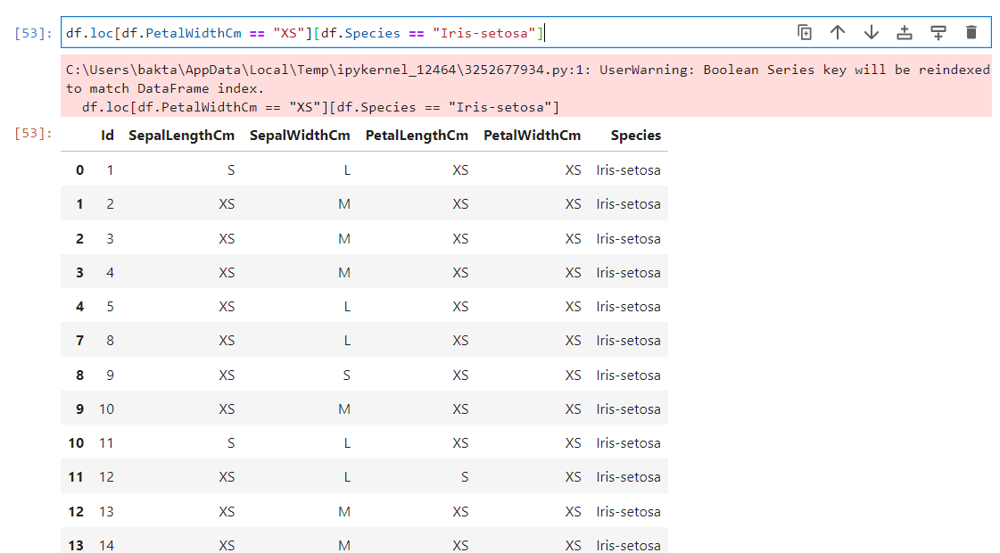 [53]: df.loc[df.PetalWidthCm == "XS"][df.Species == "Iris-setosa"]
C:\Users\bakta\AppData\Local\Temp\ipykernel_12464\3252677934.py:1: UserWarning: Boolean Series key will be reindexed
to match DataFrame index.
  df.loc[df.PetalWidthCm == "XS"][df.Species == "Iris-setosa"]
[53]: Id SepalLengthCm SepalWidthCm PetalLengthCm PetalWidthCm Species
0 1 S L XS XS Iris-setosa
1 2 XS M XS XS Iris-setosa
2 3 XS M XS XS Iris-setosa
3 4 XS M XS XS Iris-setosa
4 5 XS L XS XS Iris-setosa
7 8 XS L XS XS Iris-setosa
8 9 XS S XS XS Iris-setosa
9 10 XS M XS XS Iris-setosa
10 11 S L XS XS Iris-setosa
11 12 XS L S XS Iris-setosa
12 13 XS M XS XS Iris-setosa
13 14 XS M XS XS Iris-setosa